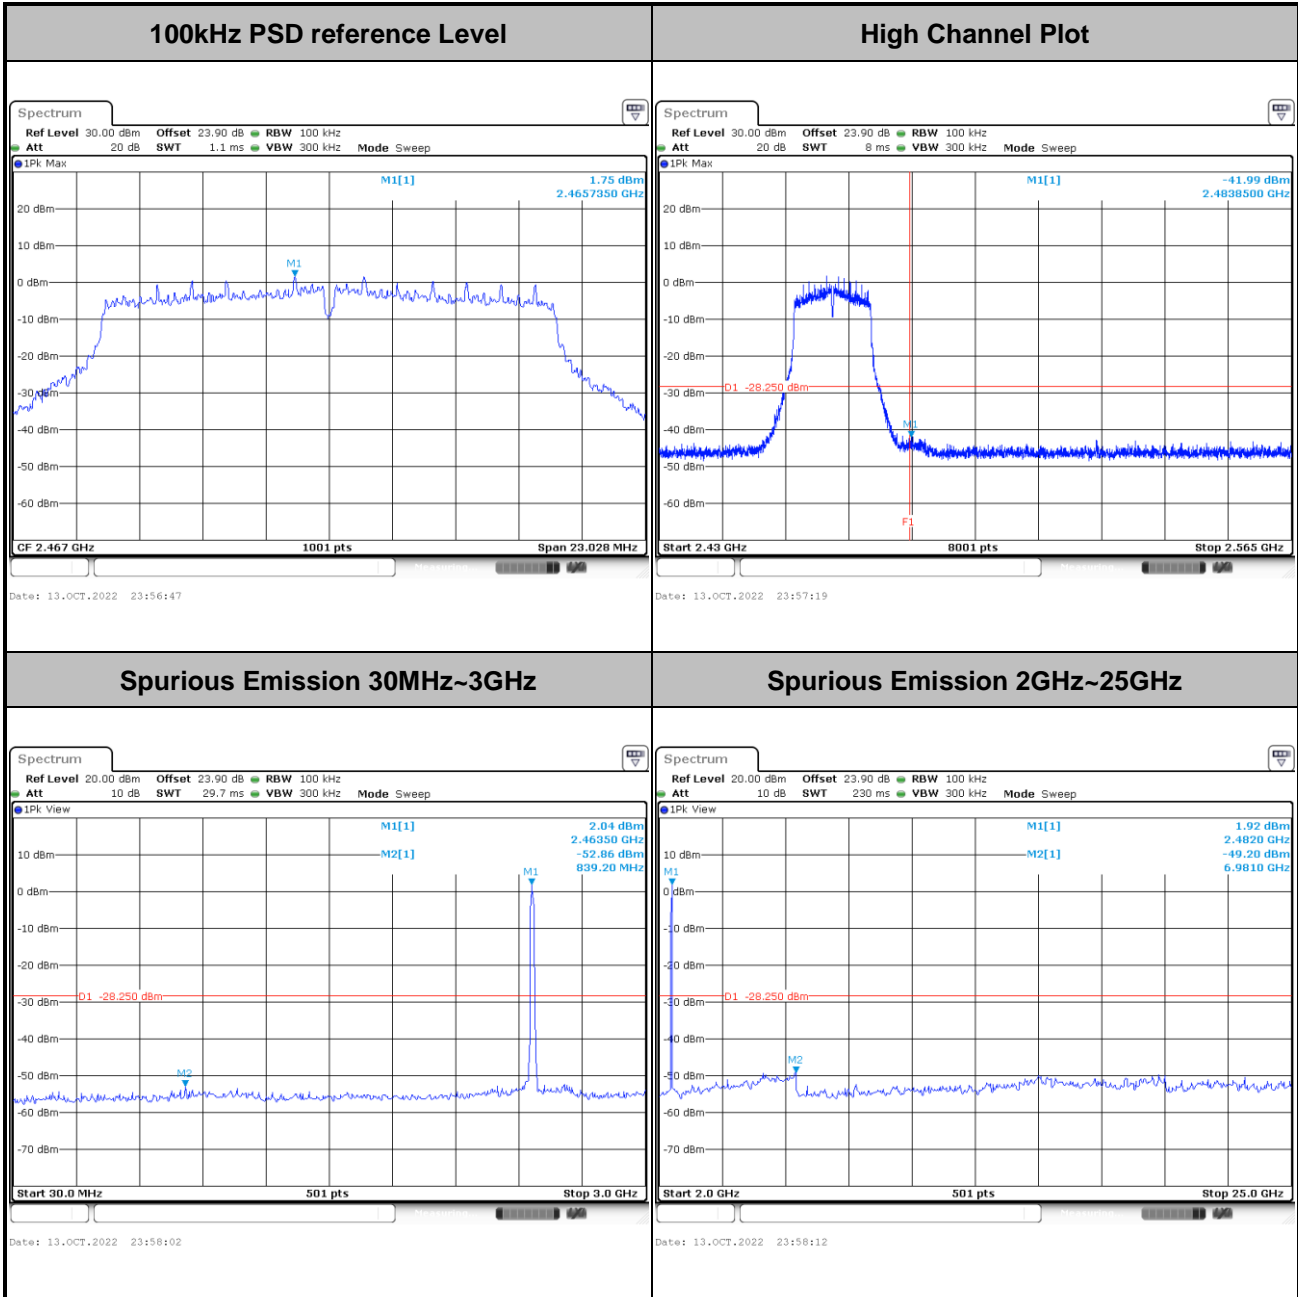 100kHz PSD reference Level
High Channel Plot
Spectrum
Ref Level 30.00 dBm Offset 23.90 dB RBW 100 kHz
Att 20 dB SWT 1.1 ms VBW 300 kHz Mode Sweep
1Pk Max
M1[1] 1.75 dBm
2.4657350 GHz
20 dBm
10 dBm
M1
0 dBm
-10 dBm
-20 dBm
-30 dBm
-40 dBm
-50 dBm
-60 dBm
CF 2.467 GHz 1001 pts Span 23.028 MHz
Measuring
Date: 13.OCT.2022 23:56:47
Spectrum
Ref Level 30.00 dBm Offset 23.90 dB RBW 100 kHz
Att 20 dB SWT 8 ms VBW 300 kHz Mode Sweep
1Pk Max
M1[1] -41.99 dBm
2.4838500 GHz
20 dBm
10 dBm
0 dBm
-10 dBm
-20 dBm
D1 -28.250 dBm
-30 dBm
M1
-40 dBm
-50 dBm
-60 dBm
F1
Start 2.43 GHz 8001 pts Stop 2.565 GHz
Measuring
Date: 13.OCT.2022 23:57:19
Spurious Emission 30MHz~3GHz
Spurious Emission 2GHz~25GHz
Spectrum
Ref Level 20.00 dBm Offset 23.90 dB RBW 100 kHz
Att 10 dB SWT 29.7 ms VBW 300 kHz Mode Sweep
1Pk View
M1[1] 2.04 dBm
2.46350 GHz
10 dBm M2[1] -52.86 dBm
839.20 MHz
M1
0 dBm
-10 dBm
-20 dBm
D1 -28.250 dBm
-30 dBm
-40 dBm
M2
-50 dBm
-60 dBm
-70 dBm
Start 30.0 MHz 501 pts Stop 3.0 GHz
Measuring
Date: 13.OCT.2022 23:58:02
Spectrum
Ref Level 20.00 dBm Offset 23.90 dB RBW 100 kHz
Att 10 dB SWT 230 ms VBW 300 kHz Mode Sweep
1Pk View
M1[1] 1.92 dBm
2.4820 GHz
10 dBm M2[1] -49.20 dBm
6.9810 GHz
M1
0 dBm
-10 dBm
-20 dBm
D1 -28.250 dBm
-30 dBm
-40 dBm
M2
-50 dBm
-60 dBm
-70 dBm
Start 2.0 GHz 501 pts Stop 25.0 GHz
Measuring
Date: 13.OCT.2022 23:58:12